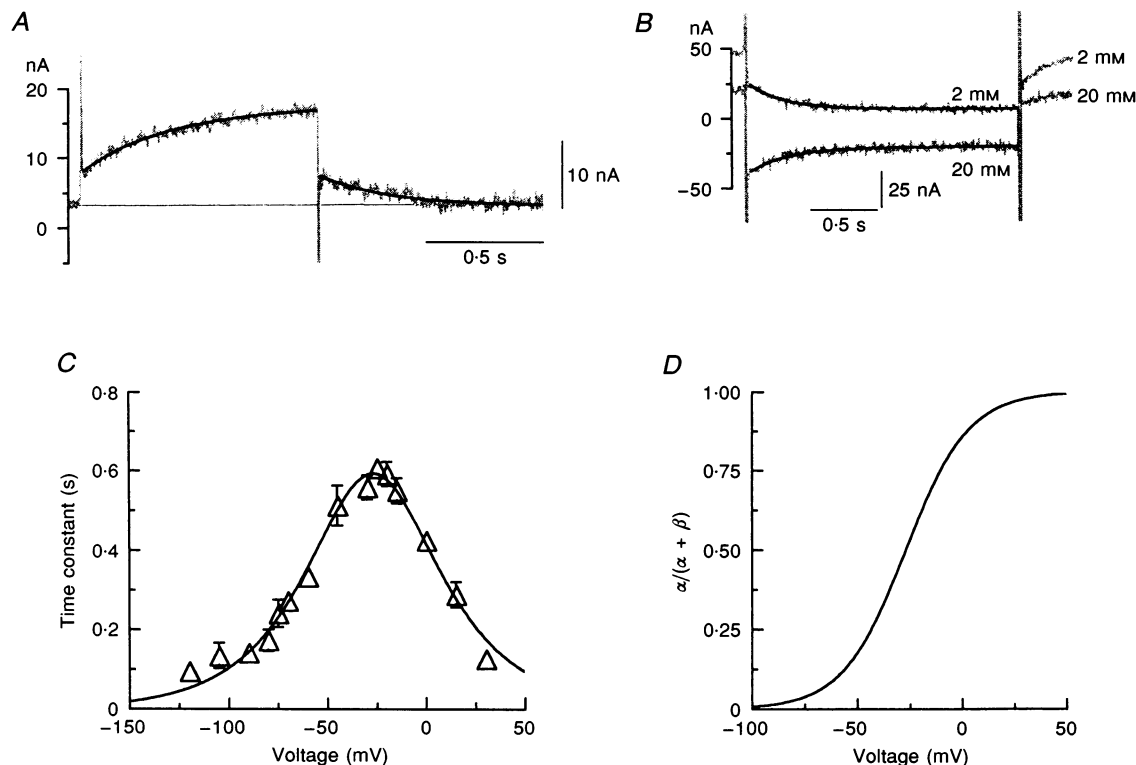 A
nA
20
10
0
10 nA
0·5 s
B
nA
50
0
−50
2 mM
20 mM
2 mM
20 mM
25 nA
0·5 s
C
Time constant (s)
0·8
0·6
0·4
0·2
0
−150
−100
−50
0
50
Voltage (mV)
D
α/(α + β)
1·00
0·75
0·50
0·25
0
−100
−50
0
50
Voltage (mV)